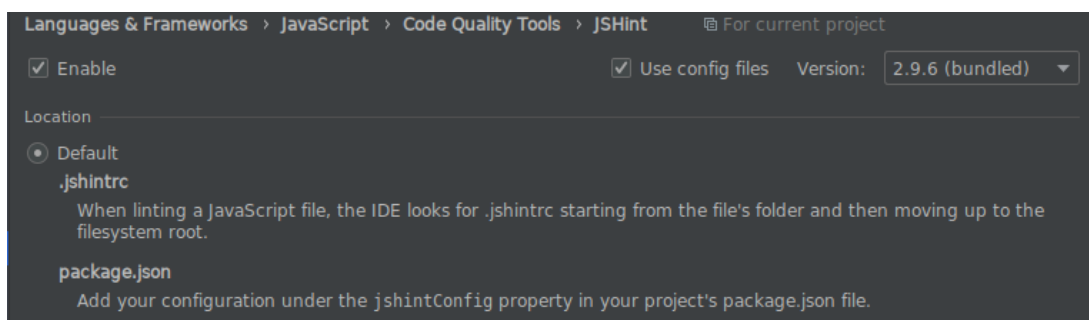 Languages & Frameworks › JavaScript › Code Quality Tools › JSHint For current project
Enable Use config files Version: 2.9.6 (bundled)
Location
Default
.jshintrc
When linting a JavaScript file, the IDE looks for .jshintrc starting from the file's folder and then moving up to the
filesystem root.
package.json
Add your configuration under the jshintConfig property in your project's package.json file.